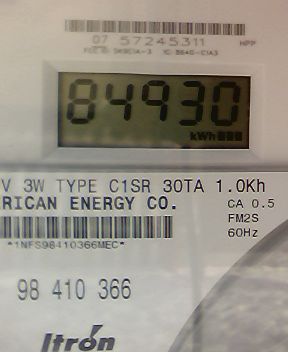 07 57245311 HPP
84930
kWh
V 3W TYPE C1SR 30TA 1.0Kh
RICAN ENERGY CO.
CA 0.5
FM2S
60Hz
*1NFS98410366MEC*
98 410 366
Itron